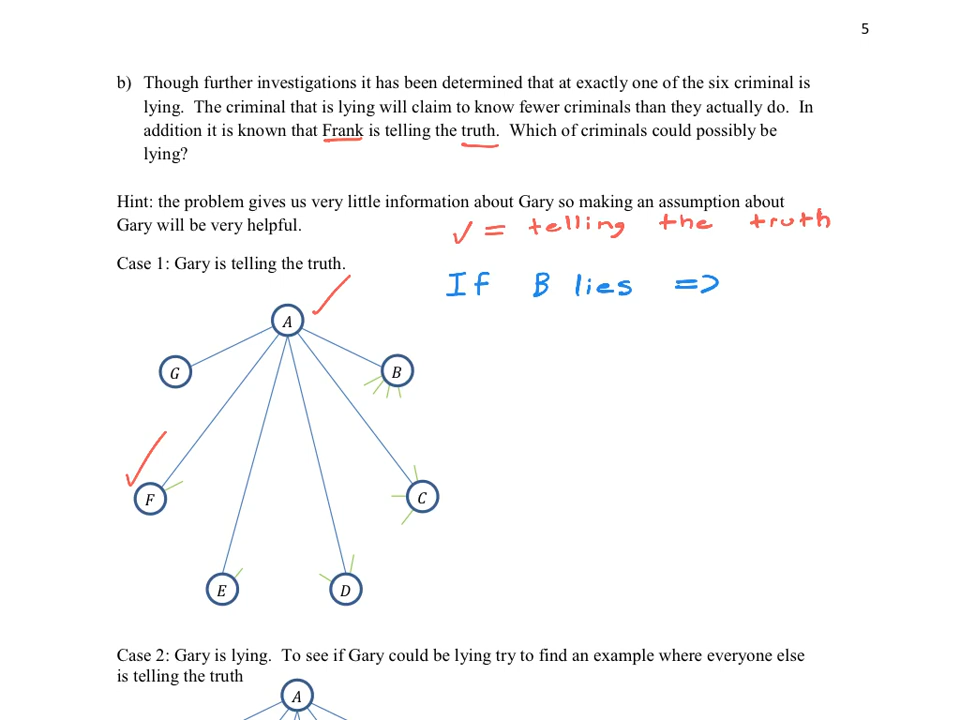 5
b) Though further investigations it has been determined that at exactly one of the six criminal is
lying. The criminal that is lying will claim to know fewer criminals than they actually do. In
addition it is known that Frank is telling the truth. Which of criminals could possibly be
lying?
Hint: the problem gives us very little information about Gary so making an assumption about
Gary will be very helpful.
✓ = telling the truth
Case 1: Gary is telling the truth.
If B lies =>
A
G
B
F
C
E
D
Case 2: Gary is lying. To see if Gary could be lying try to find an example where everyone else
is telling the truth
A